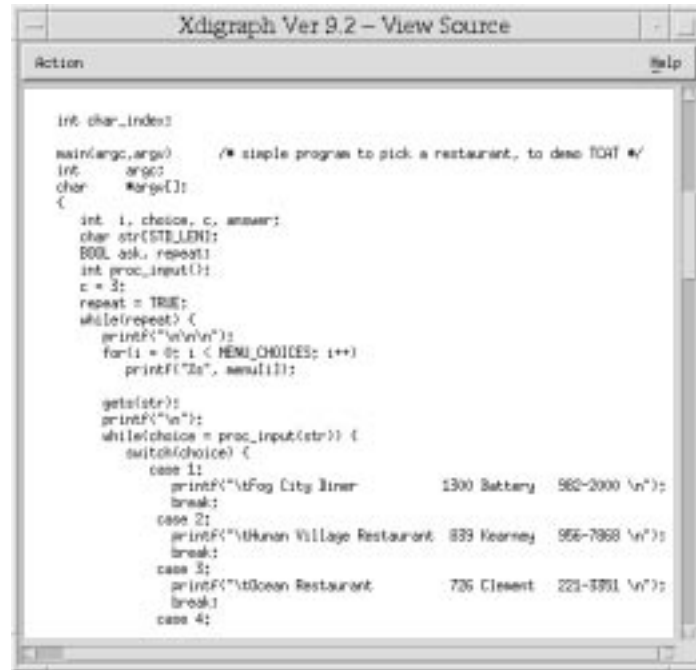 Xdigraph Ver 9.2 – View Source
Action Help
int char_index;
main(argc,argv) /* simple program to pick a restaurant, to demo TCAT */
int argc;
char *argv[];
{
int i, choice, c, answer;
char str[STD_LEN];
BOOL ask, repeat;
int proc_input();
c = 3;
repeat = TRUE;
while(repeat) {
printf("\n\n\n");
for(i = 0; i < MENU_CHOICES; i++)
printf("%s", menu[i]);
gets(str);
printf("\n");
while(choice = proc_input(str)) {
switch(choice) {
case 1:
printf("\tFog City Diner 1300 Battery 982-2000 \n");
break;
case 2:
printf("\tHunan Village Restaurant 839 Kearney 956-7868 \n");
break;
case 3:
printf("\tOcean Restaurant 726 Clement 221-3351 \n");
break;
case 4: